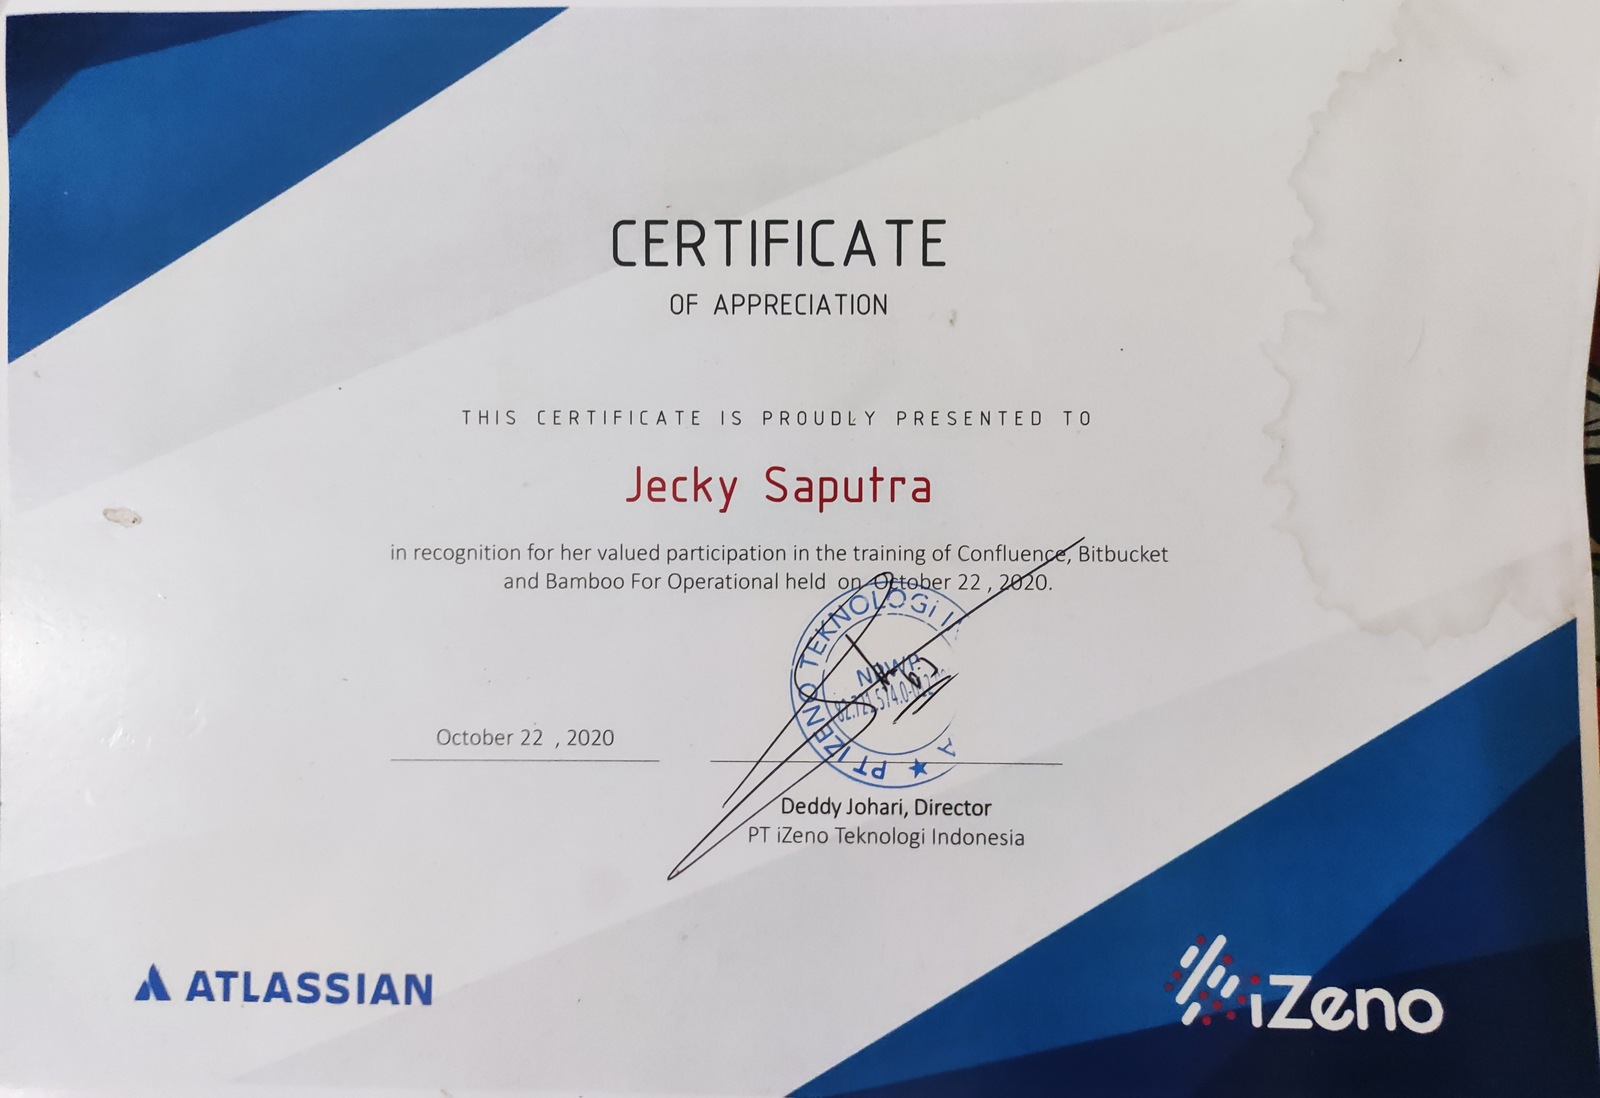 CERTIFICATE
OF APPRECIATION
THIS CERTIFICATE IS PROUDLY PRESENTED TO
Jecky Saputra
in recognition for her valued participation in the training of Confluence, Bitbucket
and Bamboo For Operational held on October 22 , 2020.
PT IZENO TEKNOLOGi
NPWP.
October 22 , 2020
Deddy Johari, Director
PT iZeno Teknologi Indonesia
ATLASSIAN
iZeno